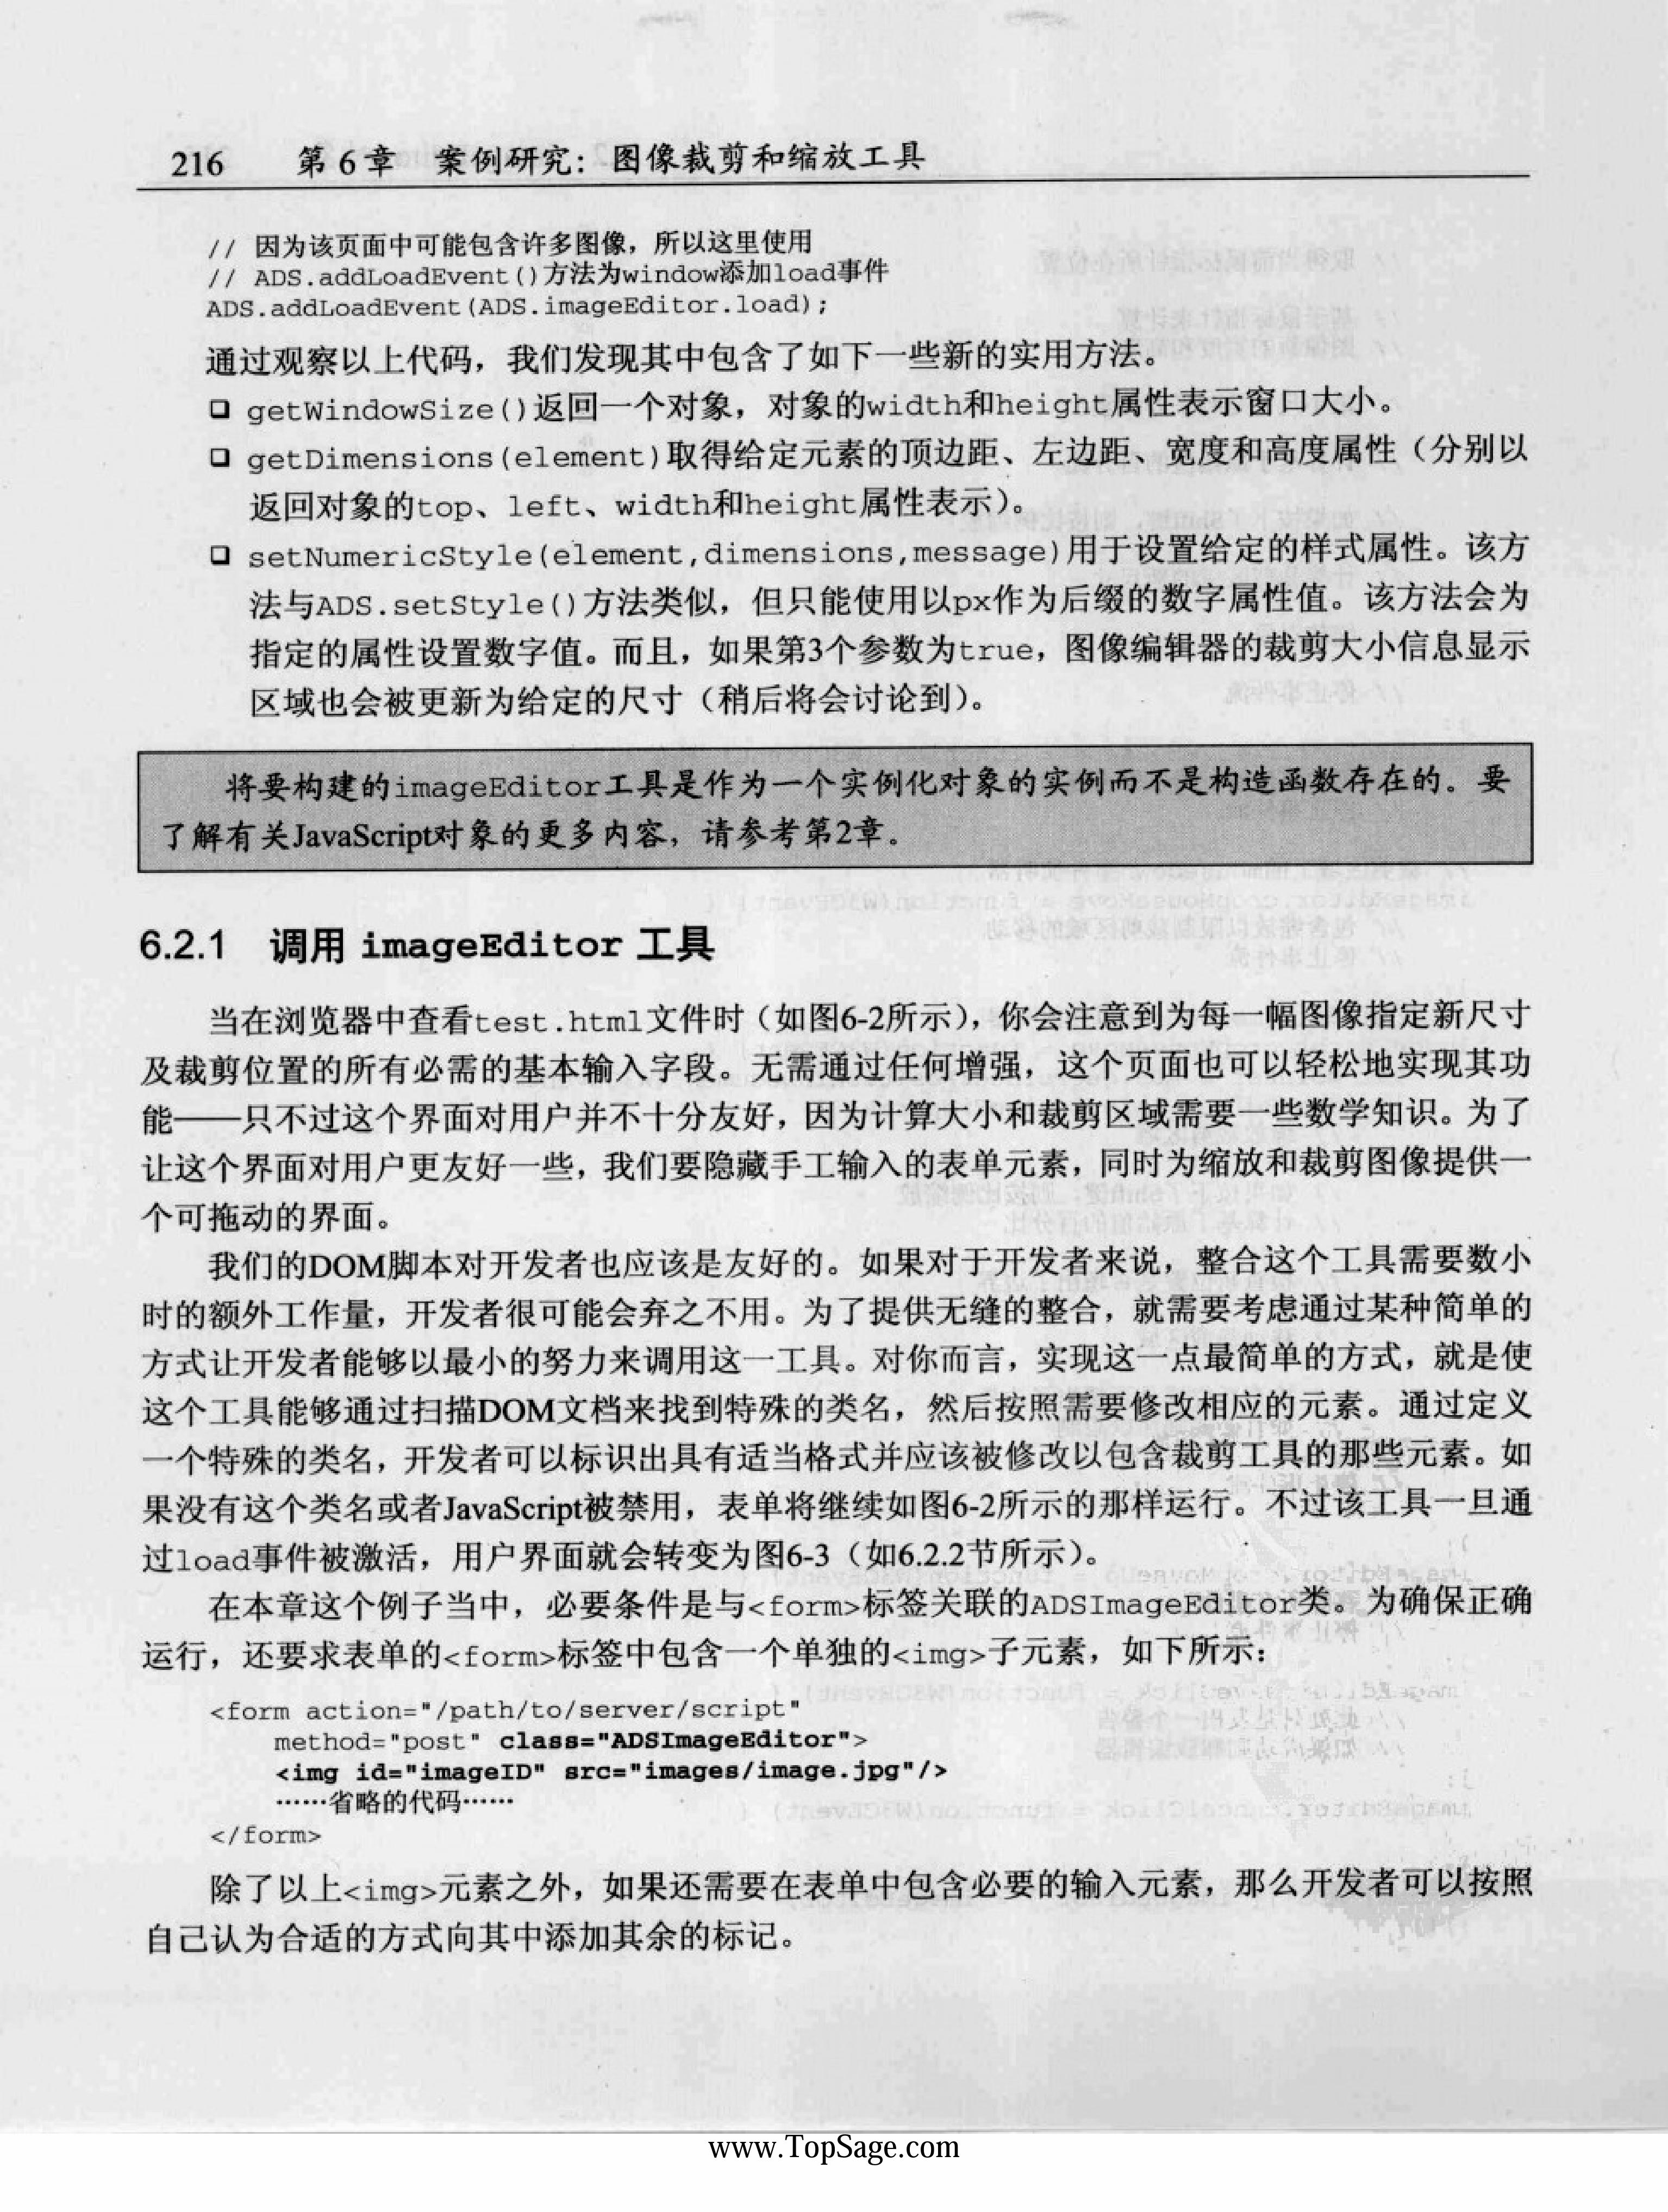 216 第6章 案例研究：图像裁剪和缩放工具
// 因为该页面中可能包含许多图像，所以这里使用
// ADS.addLoadEvent()方法为window添加load事件
ADS.addLoadEvent(ADS.imageEditor.load);
通过观察以上代码，我们发现其中包含了如下一些新的实用方法。
❑ getWindowSize()返回一个对象，对象的width和height属性表示窗口大小。
❑ getDimensions(element)取得给定元素的顶边距、左边距、宽度和高度属性（分别以
返回对象的top、left、width和height属性表示）。
❑ setNumericStyle(element,dimensions,message)用于设置给定的样式属性。该方
法与ADS.setStyle()方法类似，但只能使用以px作为后缀的数字属性值。该方法会为
指定的属性设置数字值。而且，如果第3个参数为true，图像编辑器的裁剪大小信息显示
区域也会被更新为给定的尺寸（稍后将会讨论到）。
将要构建的imageEditor工具是作为一个实例化对象的实例而不是构造函数存在的。要
了解有关JavaScript对象的更多内容，请参考第2章。
6.2.1 调用 imageEditor 工具
当在浏览器中查看test.html文件时（如图6-2所示），你会注意到为每一幅图像指定新尺寸
及裁剪位置的所有必需的基本输入字段。无需通过任何增强，这个页面也可以轻松地实现其功
能——只不过这个界面对用户并不十分友好，因为计算大小和裁剪区域需要一些数学知识。为了
让这个界面对用户更友好一些，我们要隐藏手工输入的表单元素，同时为缩放和裁剪图像提供一
个可拖动的界面。
我们的DOM脚本对开发者也应该是友好的。如果对于开发者来说，整合这个工具需要数小
时的额外工作量，开发者很可能会弃之不用。为了提供无缝的整合，就需要考虑通过某种简单的
方式让开发者能够以最小的努力来调用这一工具。对你而言，实现这一点最简单的方式，就是使
这个工具能够通过扫描DOM文档来找到特殊的类名，然后按照需要修改相应的元素。通过定义
一个特殊的类名，开发者可以标识出具有适当格式并应该被修改以包含裁剪工具的那些元素。如
果没有这个类名或者JavaScript被禁用，表单将继续如图6-2所示的那样运行。不过该工具一旦通
过load事件被激活，用户界面就会转变为图6-3（如6.2.2节所示）。
在本章这个例子当中，必要条件是与<form>标签关联的ADSImageEditor类。为确保正确
运行，还要求表单的<form>标签中包含一个单独的<img>子元素，如下所示：
<form action="/path/to/server/script"
method="post" class="ADSImageEditor">
<img id="imageID" src="images/image.jpg"/>
……省略的代码……
</form>
除了以上<img>元素之外，如果还需要在表单中包含必要的输入元素，那么开发者可以按照
自己认为合适的方式向其中添加其余的标记。
www.TopSage.com